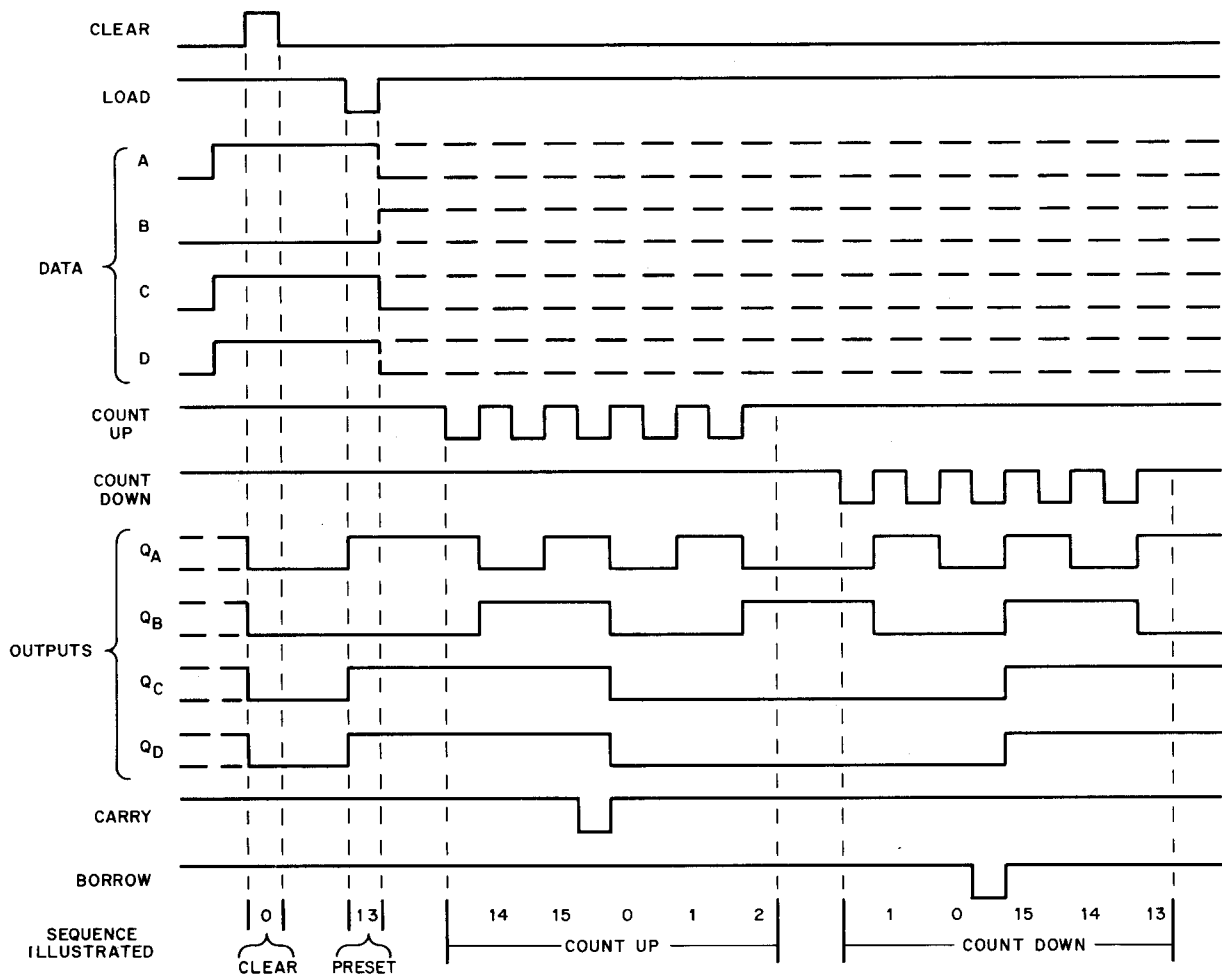 CLEAR
LOAD
DATA
A
B
C
D
COUNT
UP
COUNT
DOWN
OUTPUTS
QA
QB
QC
QD
CARRY
BORROW
SEQUENCE
ILLUSTRATED
0 13 14 15 0 1 2 1 0 15 14 13
CLEAR PRESET COUNT UP COUNT DOWN